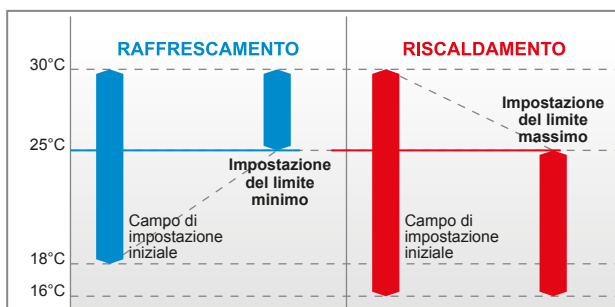 RAFFRESCAMENTO
RISCALDAMENTO
30°C
25°C
18°C
16°C
Impostazione
del limite
minimo
Campo di
impostazione
iniziale
Impostazione
del limite
massimo
Campo di
impostazione
iniziale